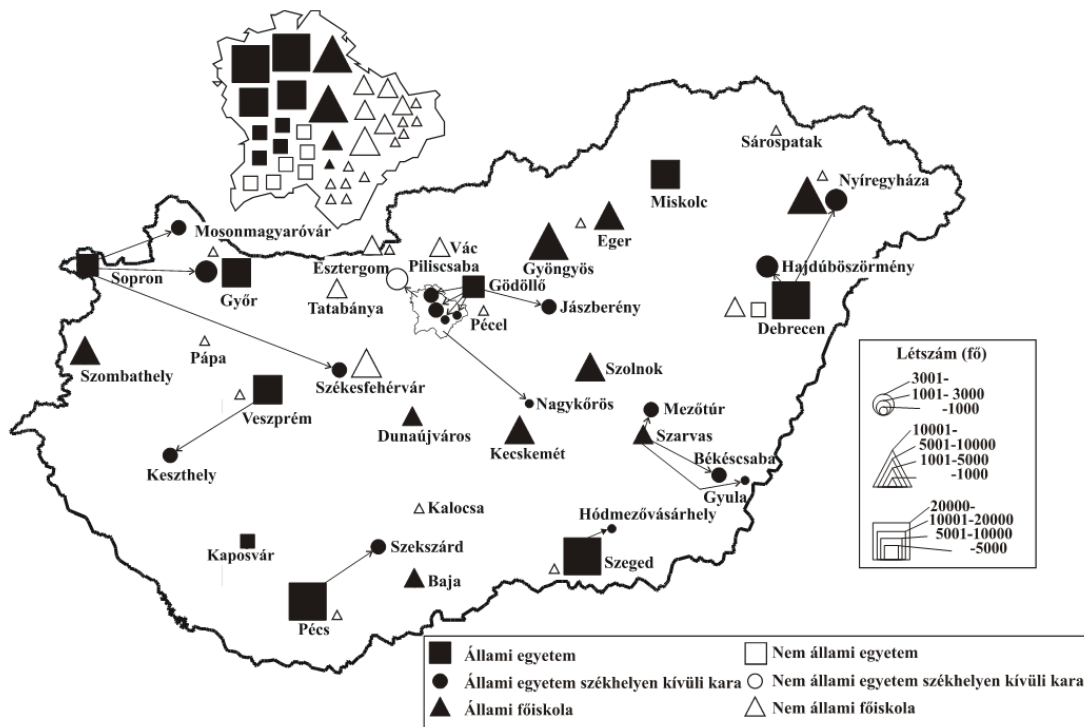 Sárospatak
Nyíregyháza
Miskolc
Eger
Gyöngyös
Mosonmagyaróvár
Sopron
Győr
Esztergom
Vác
Piliscsaba
Gödöllő
Tatabánya
Pécel
Jászberény
Hajdúböszörmény
Debrecen
Pápa
Szombathely
Székesfehérvár
Szolnok
Veszprém
Nagykőrös
Dunaújváros
Kecskemét
Mezőtúr
Szarvas
Békéscsaba
Gyula
Keszthely
Kalocsa
Hódmezővásárhely
Kaposvár
Szekszárd
Szeged
Baja
Pécs
Létszám (fő)
3001-
1001- 3000
-1000
10001-
5001-10000
1001-5000
-1000
20000-
10001-20000
5001-10000
-5000
Állami egyetem
Állami egyetem székhelyen kívüli kara
Állami főiskola
Nem állami egyetem
Nem állami egyetem székhelyen kívüli kara
Nem állami főiskola